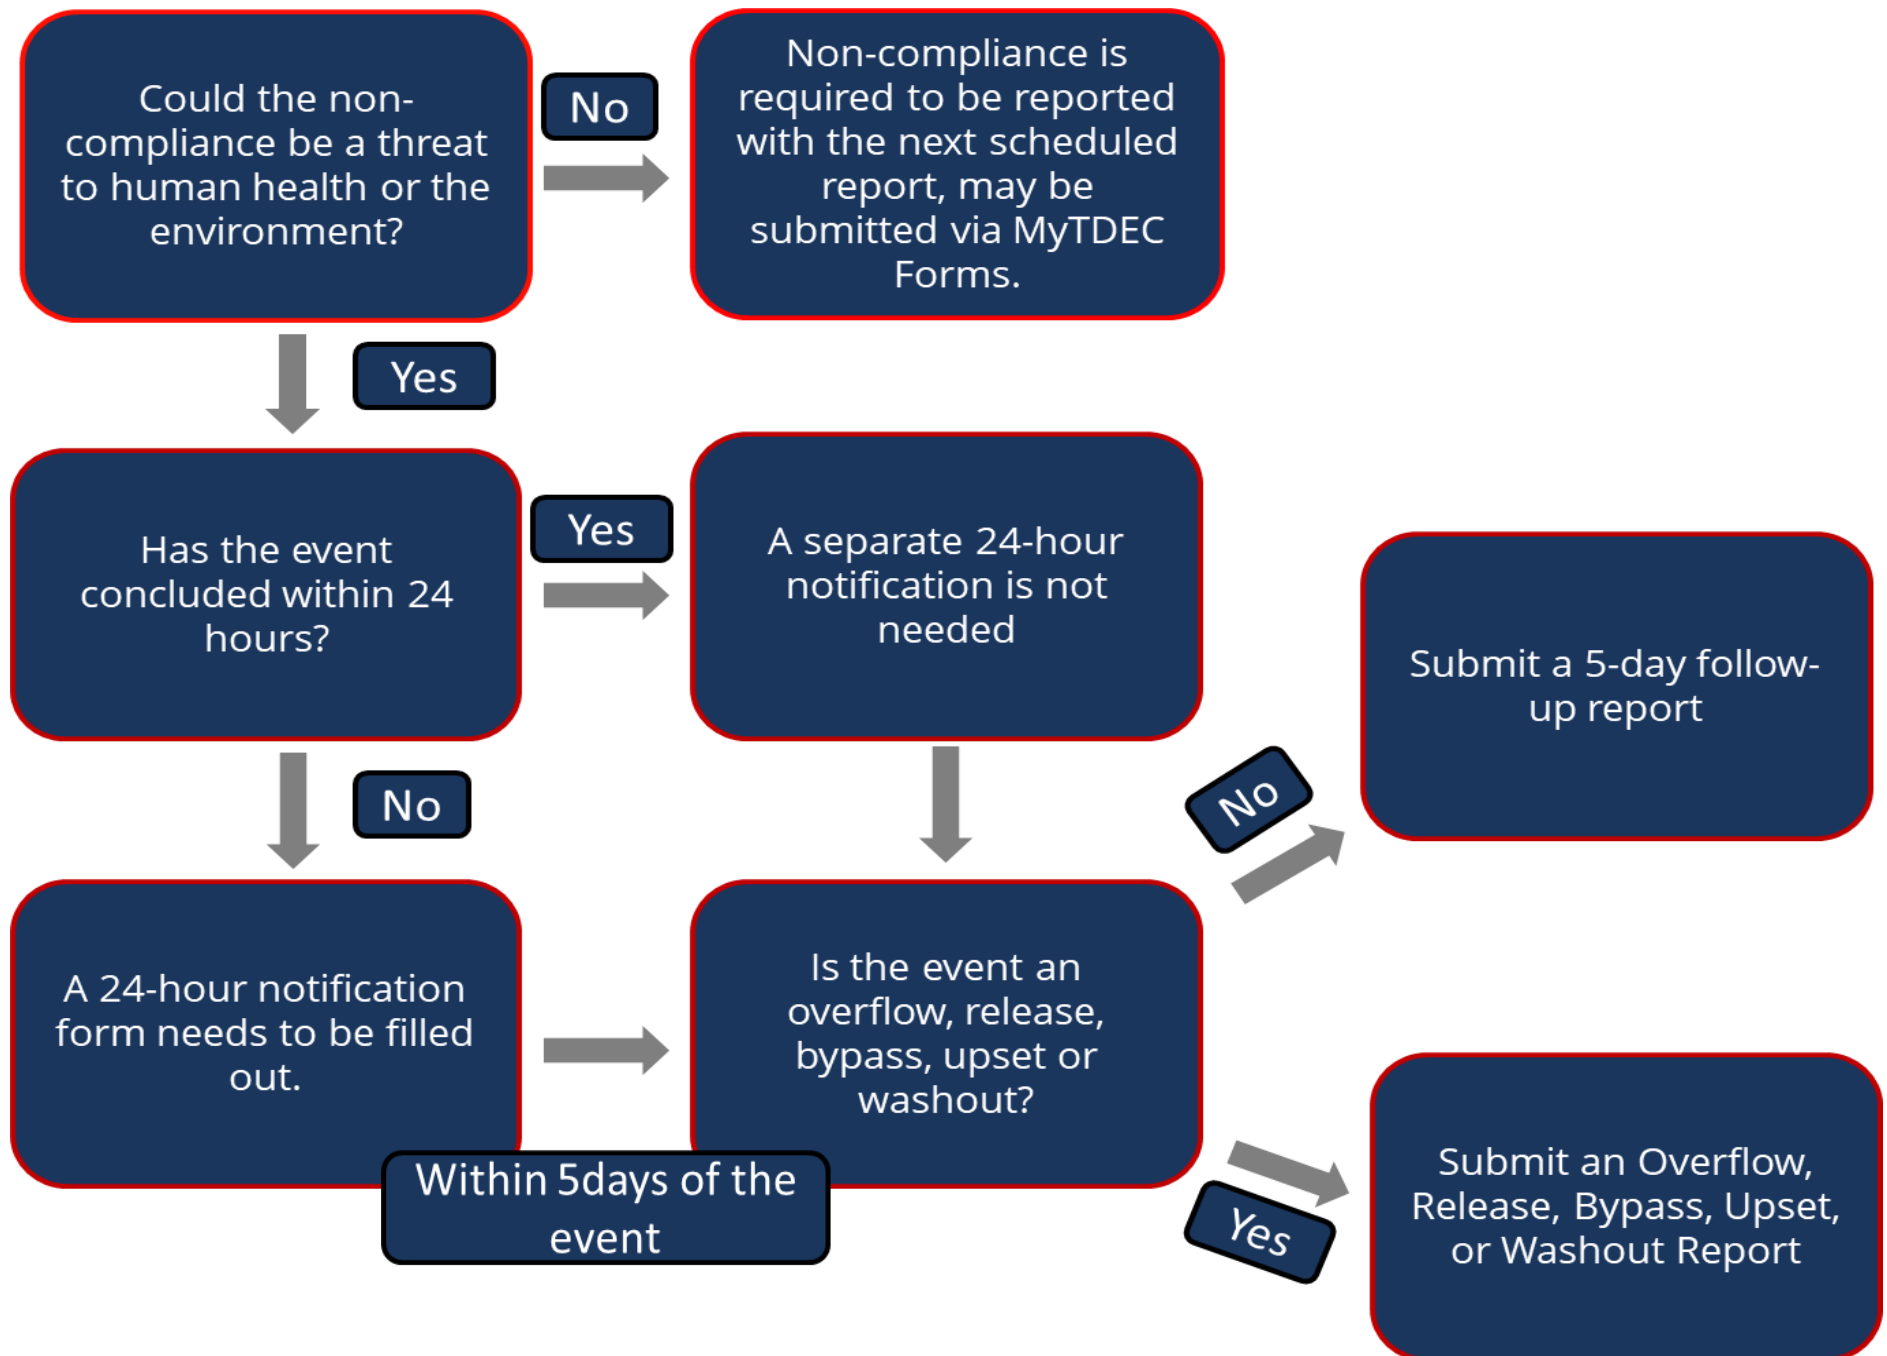 Could the non-
compliance be a threat
to human health or the
environment?
No
Non-compliance is
required to be reported
with the next scheduled
report, may be
submitted via MyTDEC
Forms.
Yes
Has the event
concluded within 24
hours?
Yes
A separate 24-hour
notification is not
needed
No
A 24-hour notification
form needs to be filled
out.
Within 5days of the
event
Is the event an
overflow, release,
bypass, upset or
washout?
No
Submit a 5-day follow-
up report
Yes
Submit an Overflow,
Release, Bypass, Upset,
or Washout Report